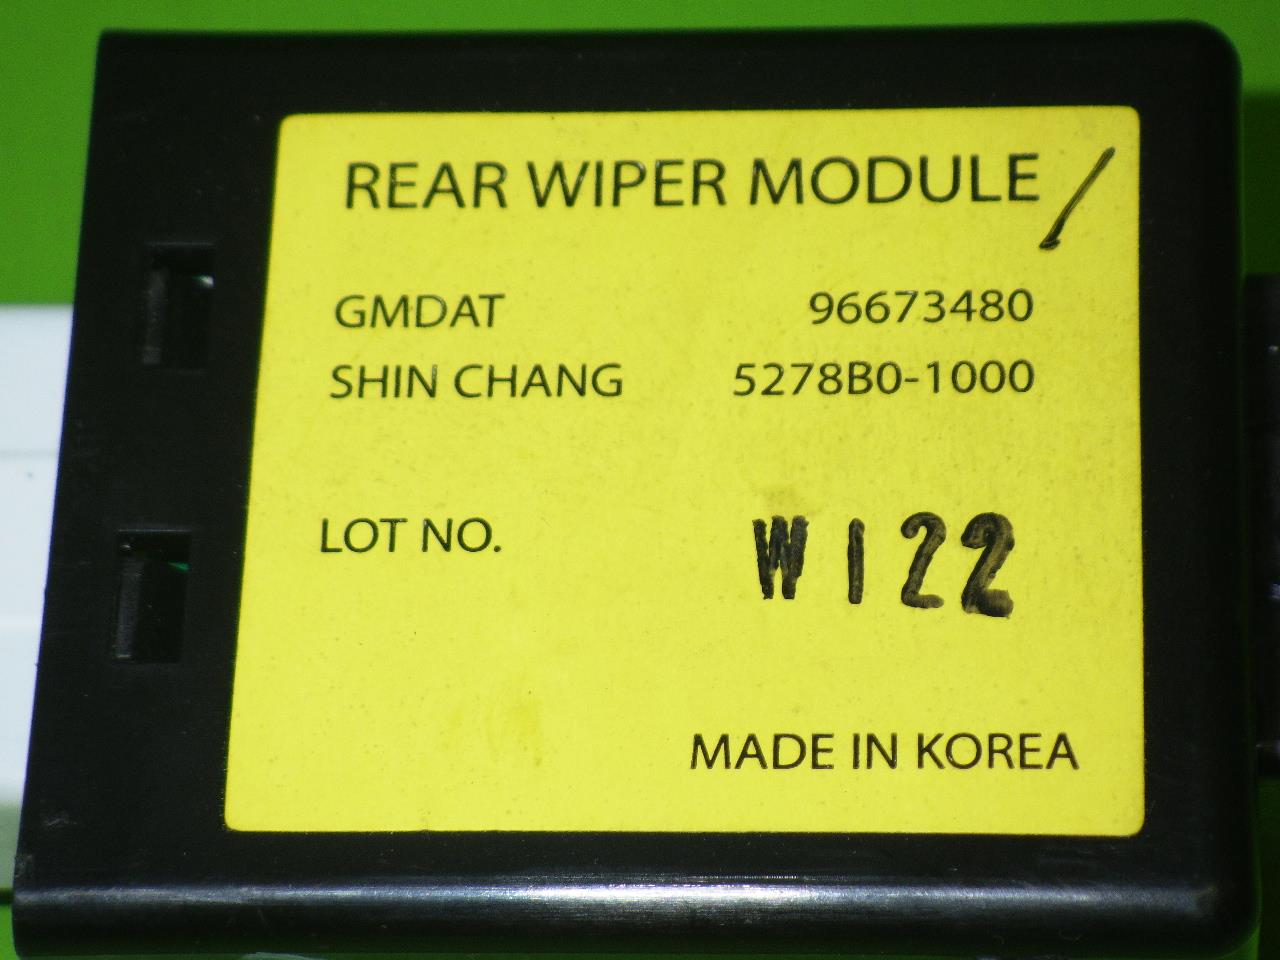 REAR WIPER MODULE
GMDAT 96673480
SHIN CHANG 5278B0-1000
LOT NO. W122
MADE IN KOREA